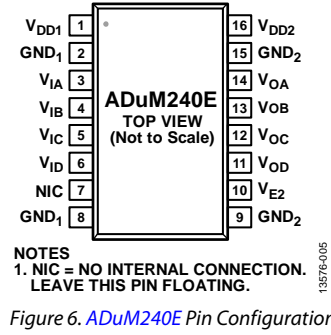 VDD1 1 16 VDD2
GND1 2 15 GND2
VIA 3 ADuM240E 14 VOA
VIB 4 TOP VIEW 13 VOB
VIC 5 (Not to Scale) 12 VOC
VID 6 11 VOD
NIC 7 10 VE2
GND1 8 9 GND2
NOTES
1. NIC = NO INTERNAL CONNECTION.
LEAVE THIS PIN FLOATING.
13576-005
Figure 6. ADuM240E Pin Configuration